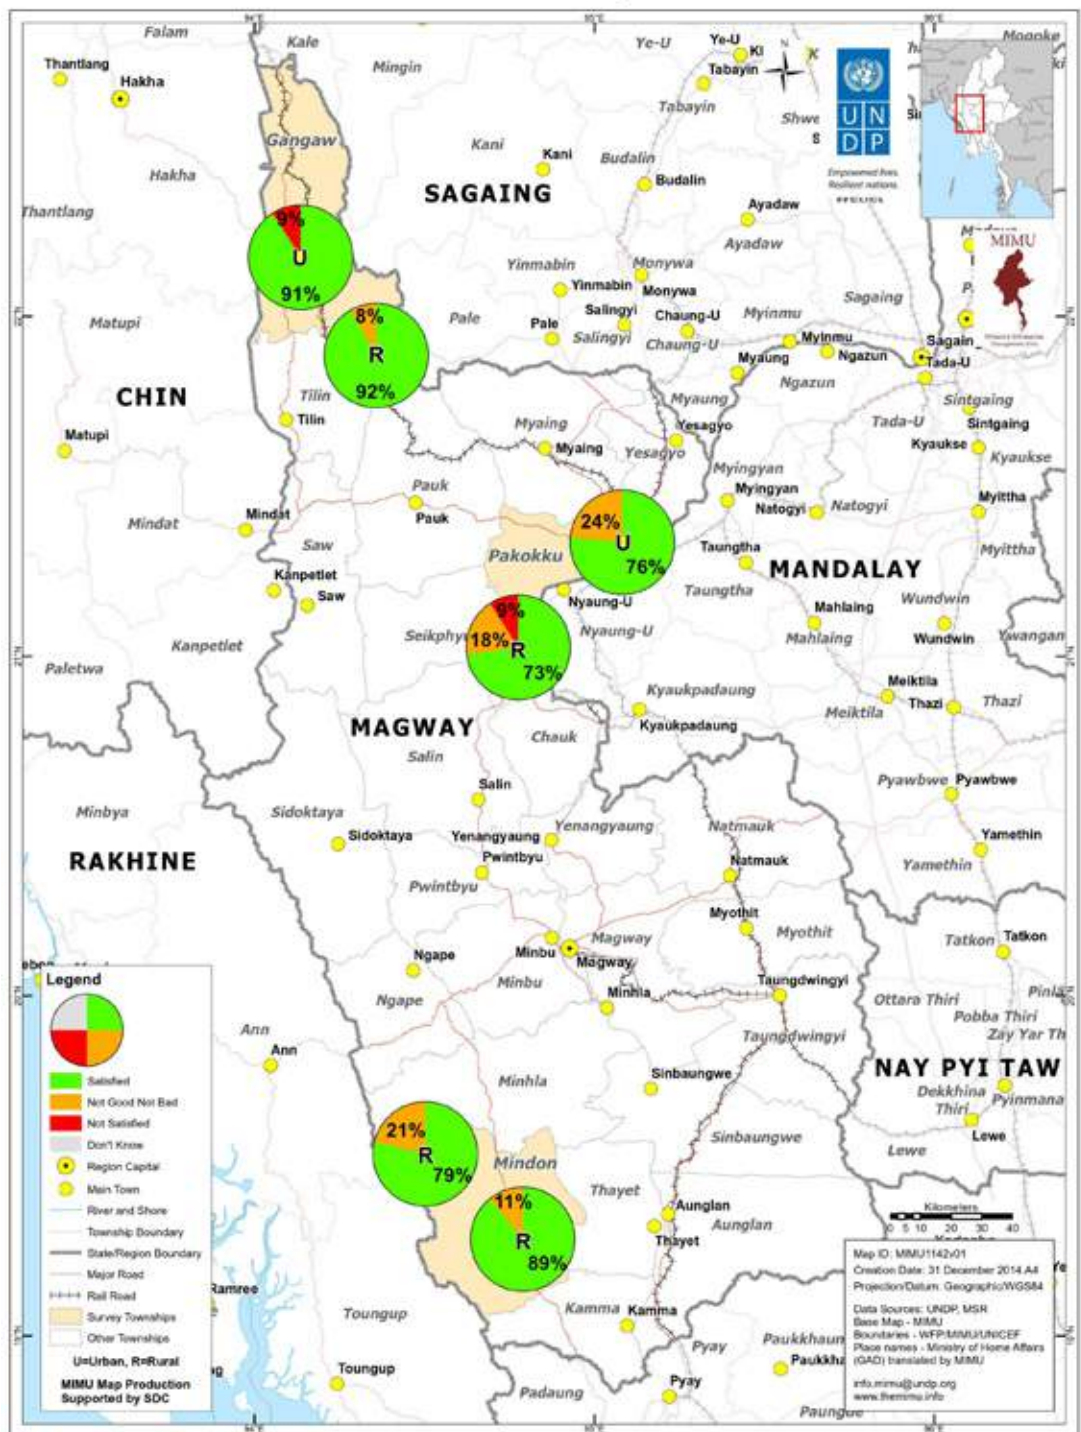 Falam
Kale
Thantlang
Hakha
Mingin
Ye-U
Ye-U
Tabayin
Tabayin
Gangaw
Kani
Kani
Budalin
Budalin
Hakha
Thantlang
SAGAING
Ayadaw
Ayadaw
N
U N
D P
Empowered lives.
Resilient nations.
MIMU
9%
U
91%
Yinmabin
Yinmabin
Monywa
Monywa
Sagaing
Matupi
Pale
Pale
Salingyi
Salingyi
Chaung-U
Chaung-U
Myinmu
Myinmu
Ngazun
Ngazun
Sagain
Tada-U
Tada-U
8%
R
92%
CHIN
Tilin
Tilin
Myaung
Myaung
Sintgaing
Sintgaing
Matupi
Myaing
Myaing
Yesagyo
Yesagyo
Kyaukse
Kyaukse
Pauk
Pauk
Myingyan
Myingyan
Natogyi
Natogyi
Myittha
Myittha
Mindat
Mindat
Saw
Saw
Pakokku
24%
U
76%
Taungtha
Taungtha
MANDALAY
Kanpetlet
Kanpetlet
Nyaung-U
Nyaung-U
Mahlaing
Mahlaing
Wundwin
Wundwin
Ywangan
Paletwa
Seikphyu
9%
18%
R
73%
Kyaukpadaung
Kyaukpadaung
Meiktila
Meiktila
Thazi
Thazi
MAGWAY
Salin
Salin
Chauk
Pyawbwe
Pyawbwe
Minbya
Sidoktaya
Sidoktaya
Yenangyaung
Yenangyaung
Natmauk
Natmauk
Yamethin
Yamethin
RAKHINE
Pwintbyu
Pwintbyu
Myothit
Myothit
Minbu
Minbu
Magway
Magway
Tatkon
Tatkon
Ngape
Ngape
Minhla
Minhla
Taungdwingyi
Taungdwingyi
Ottara Thiri
Pobba Thiri
Zay Yar Th
Ann
Ann
Sinbaungwe
Sinbaungwe
NAY PYI TAW
Dekkhina
Thiri
Pyinmana
Lewe
Lewe
21%
R
79%
Mindon
11%
R
89%
Thayet
Thayet
Aunglan
Aunglan
Kamma
Kamma
Ramree
Toungup
Toungup
Padaung
Pyay
Pyay
Paukkhaun
Paukkha
Legend
Satisfied
Not Good Not Bad
Not Satisfied
Don't Know
Region Capital
Main Town
River and Shore
Township Boundary
State/Region Boundary
Major Road
Rail Road
Survey Townships
Other Townships
U=Urban, R=Rural
MIMU Map Production
Supported by SDC
Kilometers
0 5 10 20 30 40
Map ID: MIMU1142v01
Creation Date: 31 December 2014.A4
Projection/Datum: Geographic/WGS84
Data Sources: UNDP, MSR
Base Map - MIMU
Boundaries - WFP/MIMU/UNICEF
Place names - Ministry of Home Affairs
(GAD) translated by MIMU
info.mimu@undp.org
www.themimu.info